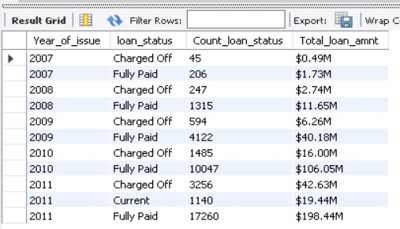 Result Grid Filter Rows: Export: Wrap C
Year_of_issue loan_status Count_loan_status Total_loan_amnt
2007 Charged Off 45 $0.49M
2007 Fully Paid 206 $1.73M
2008 Charged Off 247 $2.74M
2008 Fully Paid 1315 $11.65M
2009 Charged Off 594 $6.26M
2009 Fully Paid 4122 $40.18M
2010 Charged Off 1485 $16.00M
2010 Fully Paid 10047 $106.05M
2011 Charged Off 3256 $42.63M
2011 Current 1140 $19.44M
2011 Fully Paid 17260 $198.44M